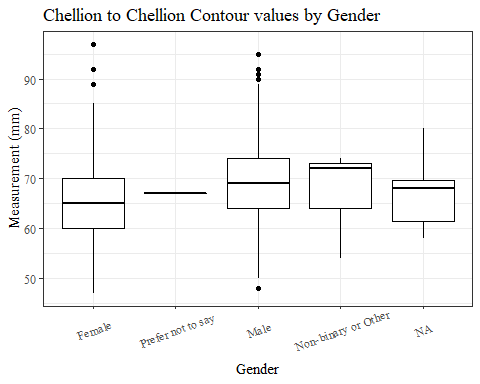 Chellion to Chellion Contour values by Gender
Measurement (mm)
90
80
70
60
50
Female
Prefer not to say
Male
Non-binary or Other
NA
Gender